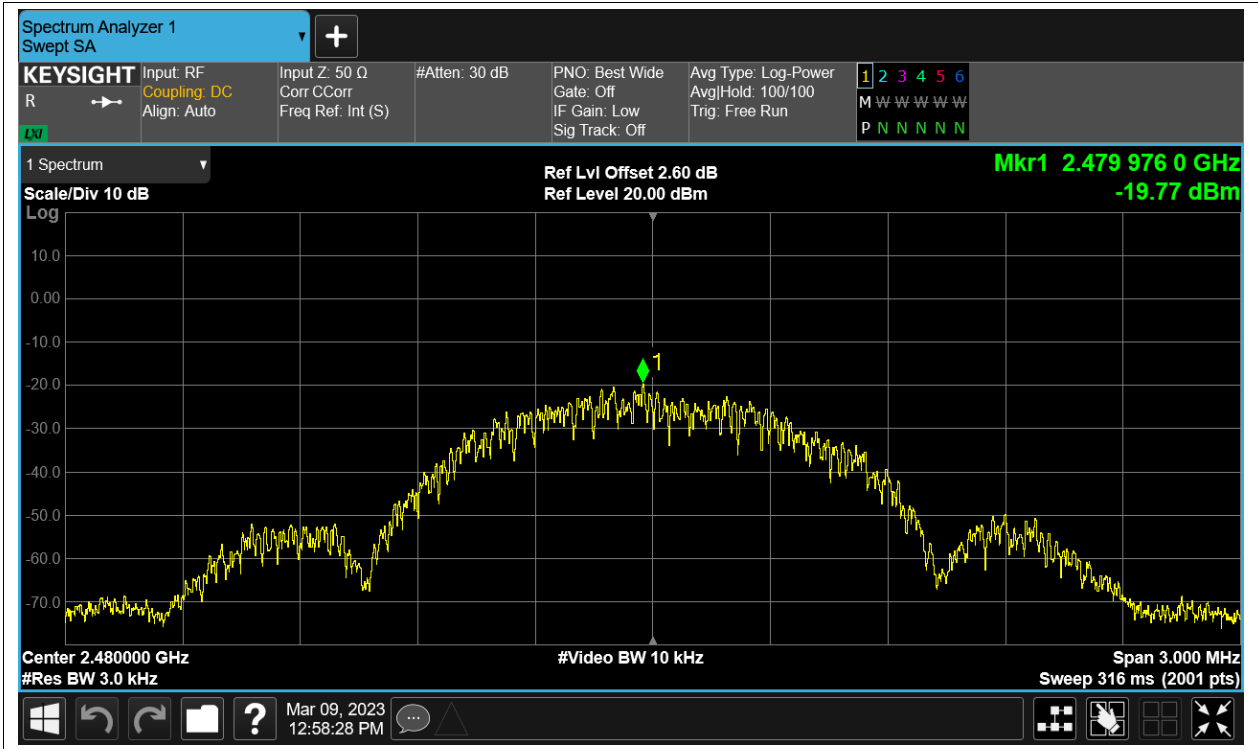 Spectrum Analyzer 1
Swept SA
+
KEYSIGHT
R
LXI
Input: RF
Coupling: DC
Align: Auto
Input Z: 50 Ω
Corr CCorr
Freq Ref: Int (S)
#Atten: 30 dB
PNO: Best Wide
Gate: Off
IF Gain: Low
Sig Track: Off
Avg Type: Log-Power
Avg|Hold: 100/100
Trig: Free Run
1 2 3 4 5 6
M W W W W W W
P N N N N N N
1 Spectrum
Scale/Div 10 dB
Log
Ref Lvl Offset 2.60 dB
Ref Level 20.00 dBm
Mkr1 2.479 976 0 GHz
-19.77 dBm
10.0
0.00
-10.0
-20.0
-30.0
-40.0
-50.0
-60.0
-70.0
1
Center 2.480000 GHz
#Res BW 3.0 kHz
#Video BW 10 kHz
Span 3.000 MHz
Sweep 316 ms (2001 pts)
?
Mar 09, 2023
12:58:28 PM